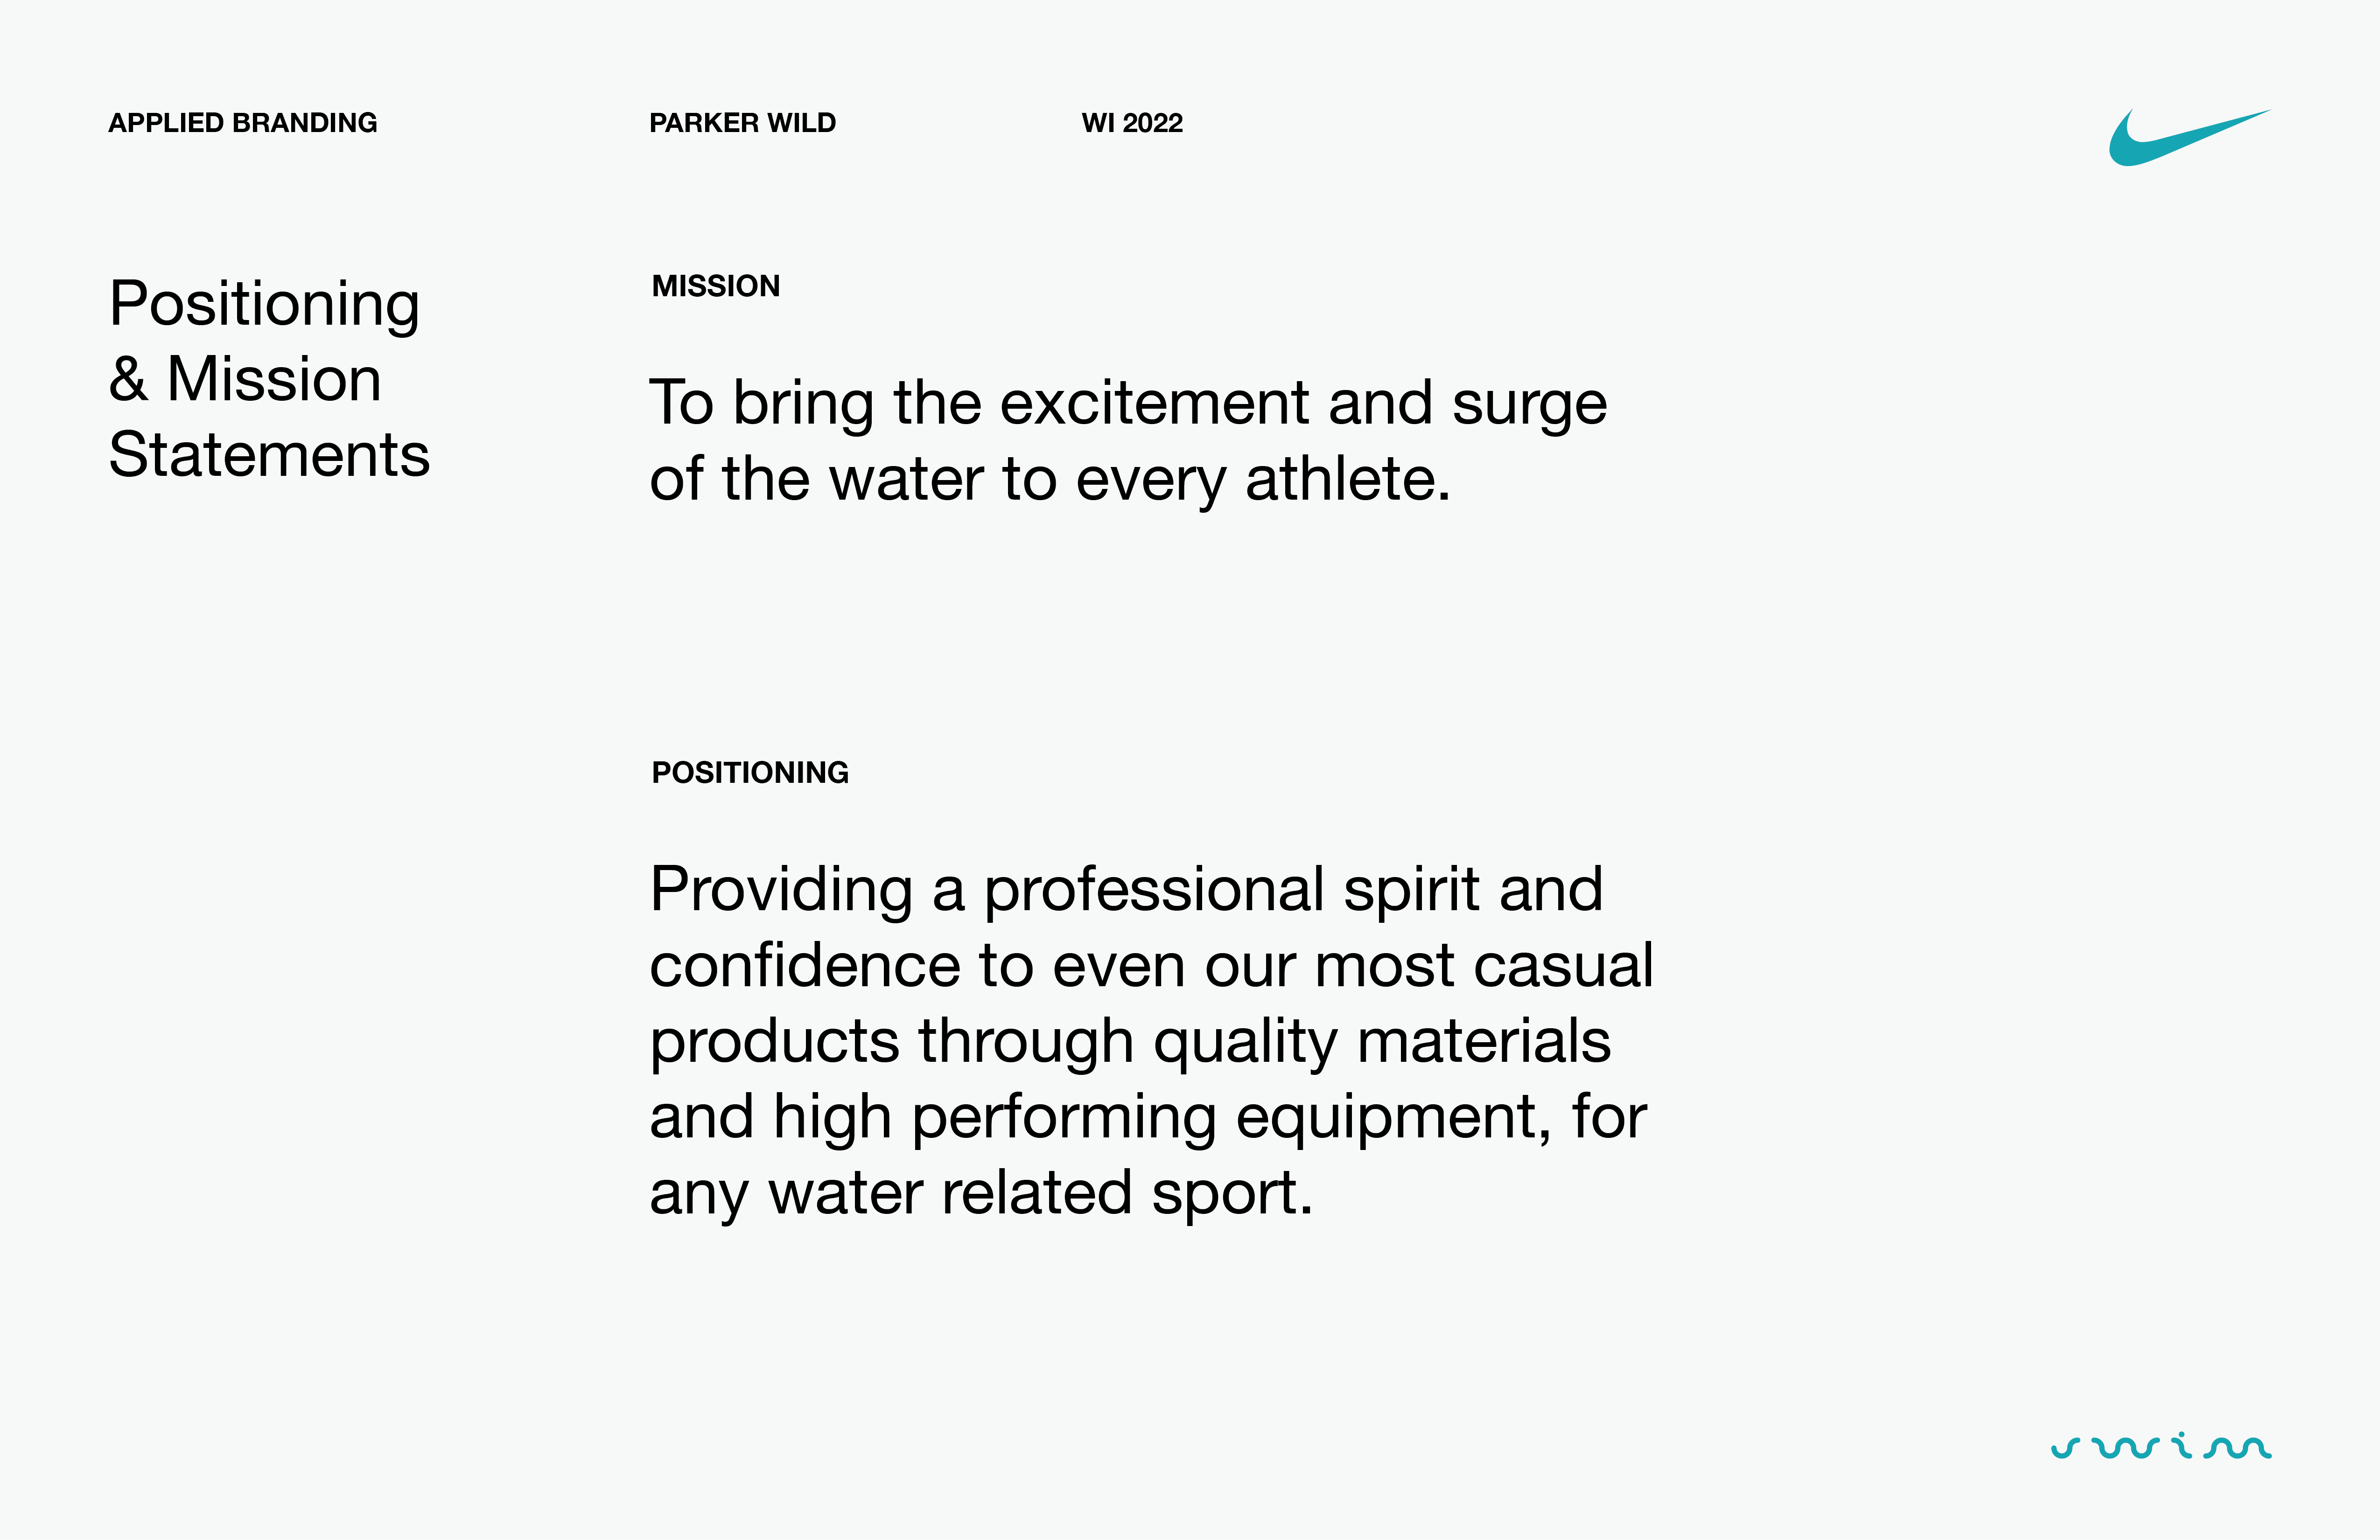 APPLIED BRANDING
PARKER WILD
WI 2022
Positioning
& Mission
Statements
MISSION
To bring the excitement and surge
of the water to every athlete.
POSITIONING
Providing a professional spirit and
confidence to even our most casual
products through quality materials
and high performing equipment, for
any water related sport.
swim